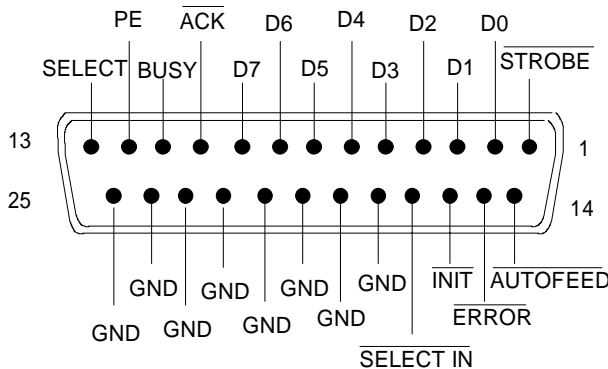 PE ACK D6 D4 D2 D0
SELECT BUSY D7 D5 D3 D1 STROBE
13 1
25 14
GND GND GND GND INIT AUTOFEED
GND GND GND GND ERROR
SELECT IN